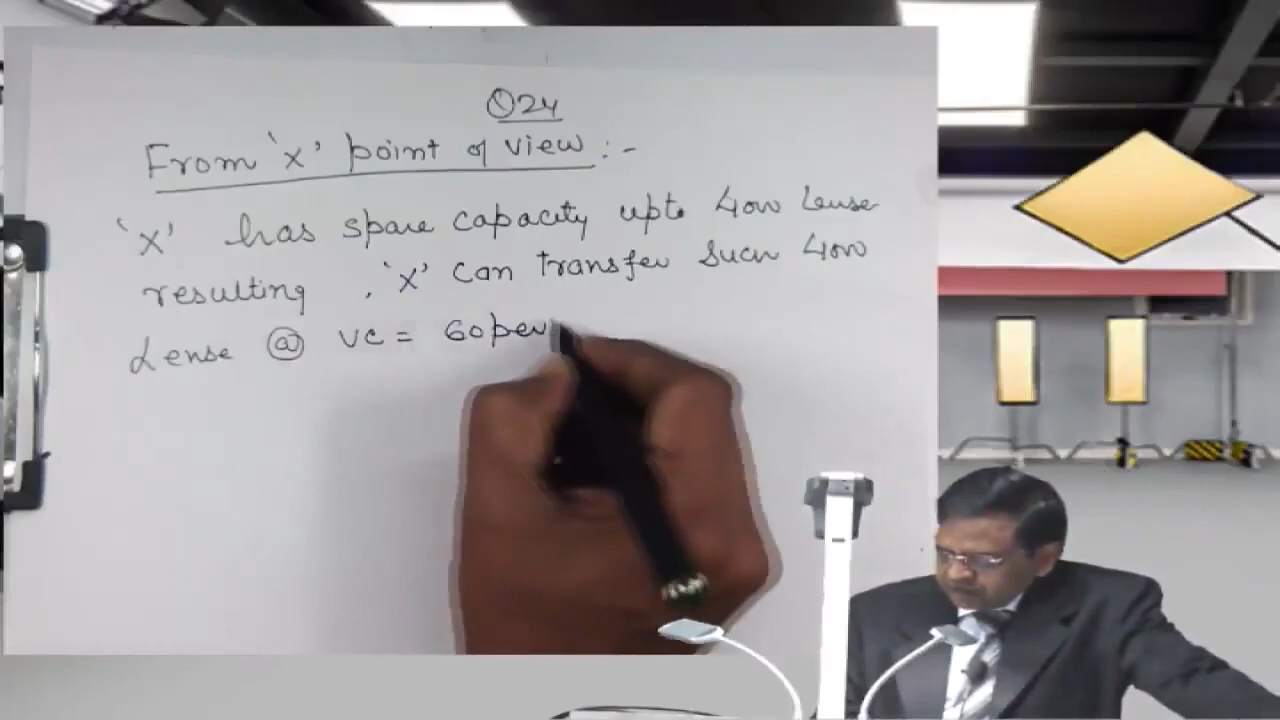 Q24
From 'x' point of view :-
'x' has spare capacity upto 400 Lense
resulting , 'x' can transfer such 400
Lense @ VC = 60per